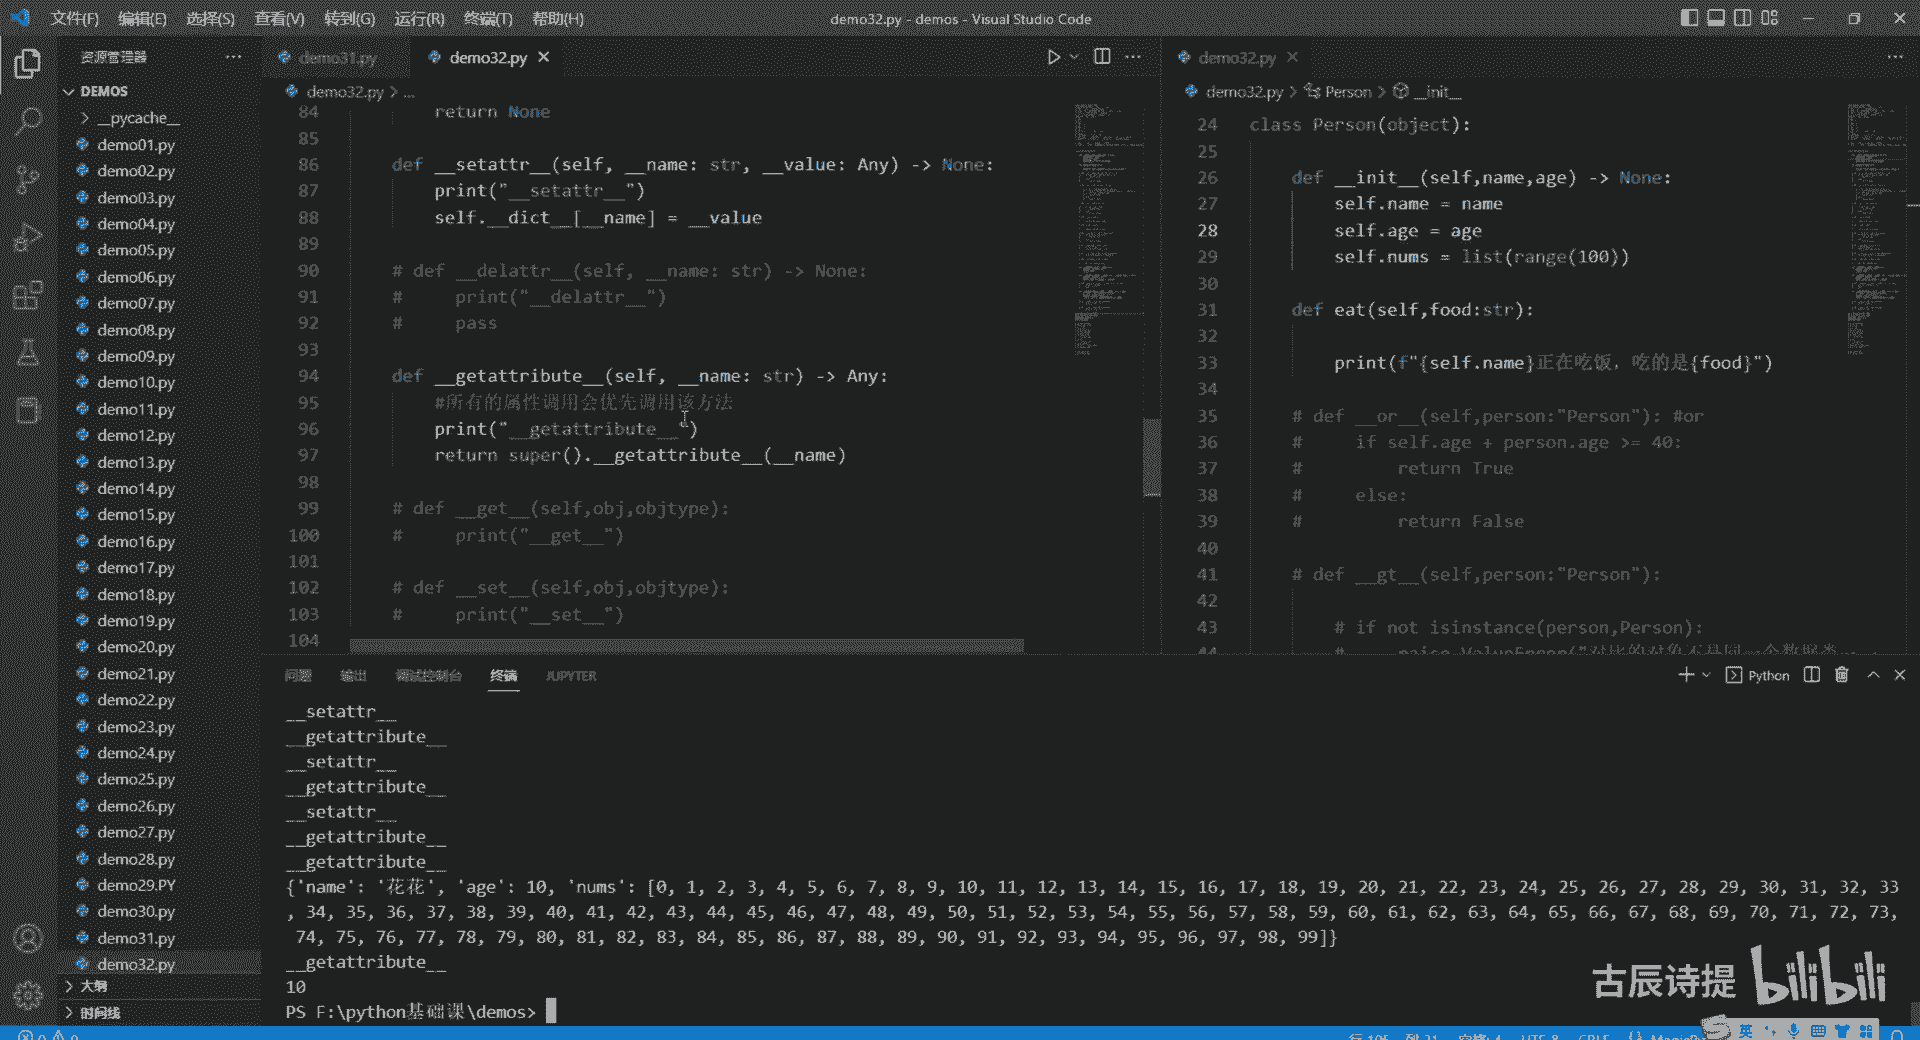 文件(F) 编辑(E) 选择(S) 查看(V) 转到(G) 运行(R) 终端(T) 帮助(H)
demo32.py - demos - Visual Studio Code
资源管理器
DEMOS
__pycache__
demo01.py
demo02.py
demo03.py
demo04.py
demo05.py
demo06.py
demo07.py
demo08.py
demo09.py
demo10.py
demo11.py
demo12.py
demo13.py
demo14.py
demo15.py
demo16.py
demo17.py
demo18.py
demo19.py
demo20.py
demo21.py
demo22.py
demo23.py
demo24.py
demo25.py
demo26.py
demo27.py
demo28.py
demo29.PY
demo30.py
demo31.py
demo32.py
大纲
时间线
demo31.py demo32.py
demo32.py > ...
84 return None
85
86 def __setattr__(self, __name: str, __value: Any) -> None:
87 print("__setattr__")
88 self.__dict__[__name] = __value
89
90 # def __delattr__(self, __name: str) -> None:
91 # print("__delattr__")
92 # pass
93
94 def __getattribute__(self, __name: str) -> Any:
95 #所有的属性调用会优先调用该方法
96 print("__getattribute__")
97 return super().__getattribute__(__name)
98
99 # def __get__(self,obj,objtype):
100 # print("__get__")
101
102 # def __set__(self,obj,objtype):
103 # print("__set__")
104
demo32.py
demo32.py > Person > __init__
24 class Person(object):
25
26 def __init__(self,name,age) -> None:
27 self.name = name
28 self.age = age
29 self.nums = list(range(100))
30
31 def eat(self,food:str):
32
33 print(f"{self.name}正在吃饭，吃的是{food}")
34
35 # def __or__(self,person:"Person"): #or
36 # if self.age + person.age >= 40:
37 # return True
38 # else:
39 # return False
40
41 # def __gt__(self,person:"Person"):
42
43 # if not isinstance(person,Person):
44 # raise ValueError("对比的对象不是同一个数据类
问题 输出 调试控制台 终端 JUPYTER
Python
__setattr__
__getattribute__
__setattr__
__getattribute__
__setattr__
__getattribute__
__getattribute__
{'name': '花花', 'age': 10, 'nums': [0, 1, 2, 3, 4, 5, 6, 7, 8, 9, 10, 11, 12, 13, 14, 15, 16, 17, 18, 19, 20, 21, 22, 23, 24, 25, 26, 27, 28, 29, 30, 31, 32, 33
, 34, 35, 36, 37, 38, 39, 40, 41, 42, 43, 44, 45, 46, 47, 48, 49, 50, 51, 52, 53, 54, 55, 56, 57, 58, 59, 60, 61, 62, 63, 64, 65, 66, 67, 68, 69, 70, 71, 72, 73,
74, 75, 76, 77, 78, 79, 80, 81, 82, 83, 84, 85, 86, 87, 88, 89, 90, 91, 92, 93, 94, 95, 96, 97, 98, 99]}
__getattribute__
10
PS F:\python基础课\demos>
古辰诗提 bilibili
英